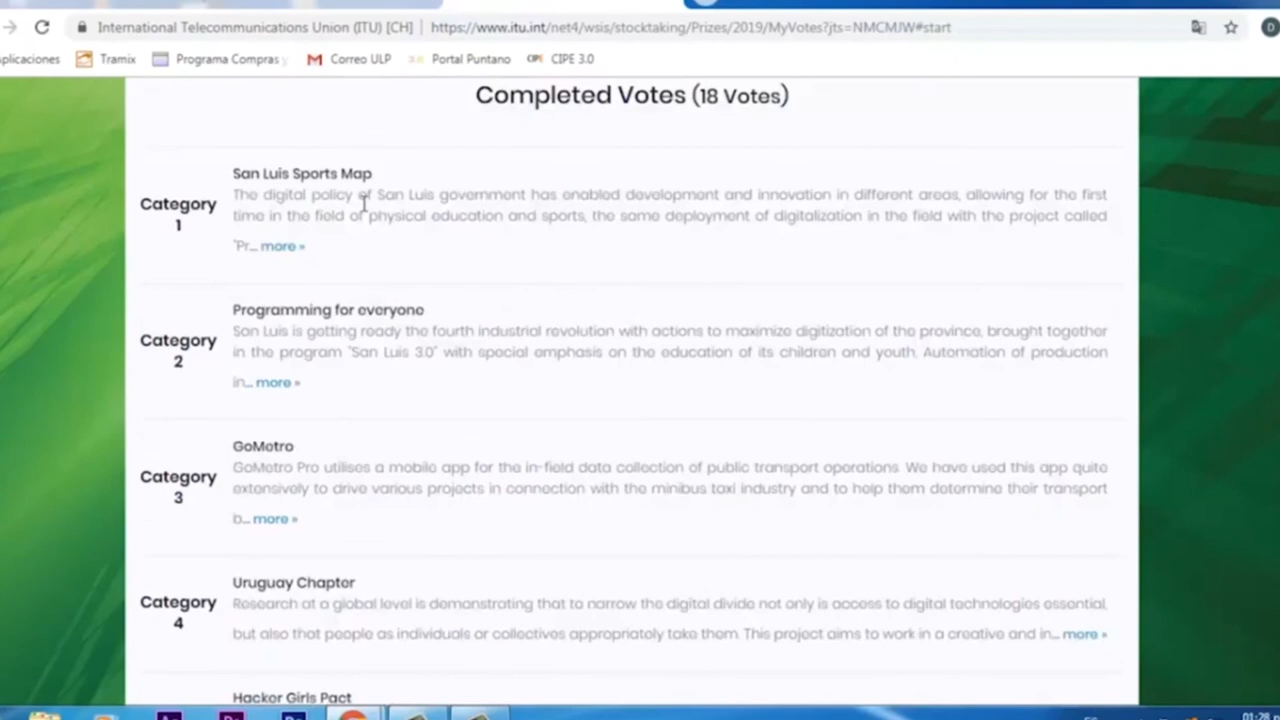 International Telecommunications Union (ITU) [CH] | https://www.itu.int/net4/wsis/stocktaking/Prizes/2019/MyVotes?jts=NMCMJW#start
plicaciones Tramix Programa Compras y Correo ULP Portal Puntano CIPE CIPE 3.0
Completed Votes (18 Votes)
Category
1
San Luis Sports Map
The digital policy of San Luis government has enabled development and innovation in different areas, allowing for the first
time in the field of physical education and sports, the same deployment of digitalization in the field with the project called
"Pr... more »
Category
2
Programming for everyone
San Luis is getting ready the fourth industrial revolution with actions to maximize digitization of the province, brought together
in the program "San Luis 3.0" with special emphasis on the education of its children and youth. Automation of production
in... more »
Category
3
GoMetro
GoMetro Pro utilises a mobile app for the in-field data collection of public transport operations. We have used this app quite
extensively to drive various projects in connection with the minibus taxi industry and to help them determine their transport
b... more »
Category
4
Uruguay Chapter
Research at a global level is demonstrating that to narrow the digital divide not only is access to digital technologies essential,
but also that people as individuals or collectives appropriately take them. This project aims to work in a creative and in... more »
Hacker Girls Pact